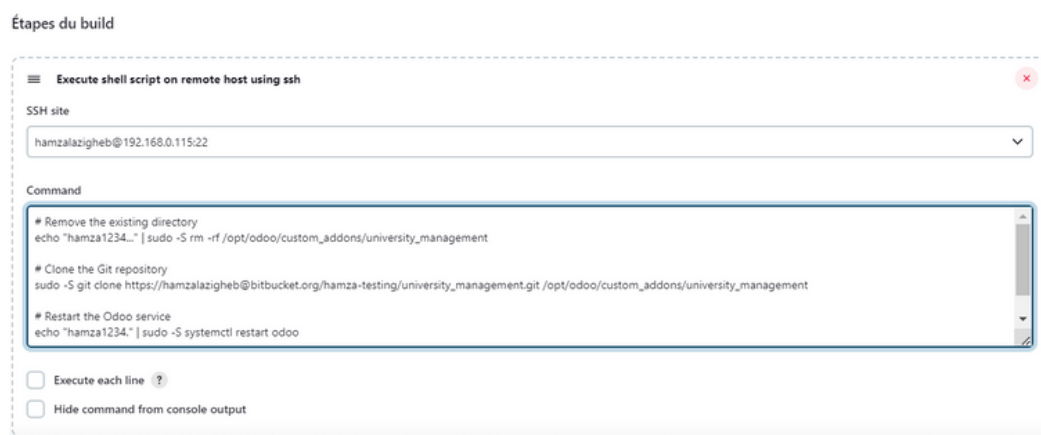 Étapes du build
Execute shell script on remote host using ssh
SSH site
hamzalazigheb@192.168.0.115:22
Command
# Remove the existing directory
echo "hamza1234..." | sudo -S rm -rf /opt/odoo/custom_addons/university_management
# Clone the Git repository
sudo -S git clone https://hamzalazigheb@bitbucket.org/hamza-testing/university_management.git /opt/odoo/custom_addons/university_management
# Restart the Odoo service
echo "hamza1234." | sudo -S systemctl restart odoo
Execute each line ?
Hide command from console output